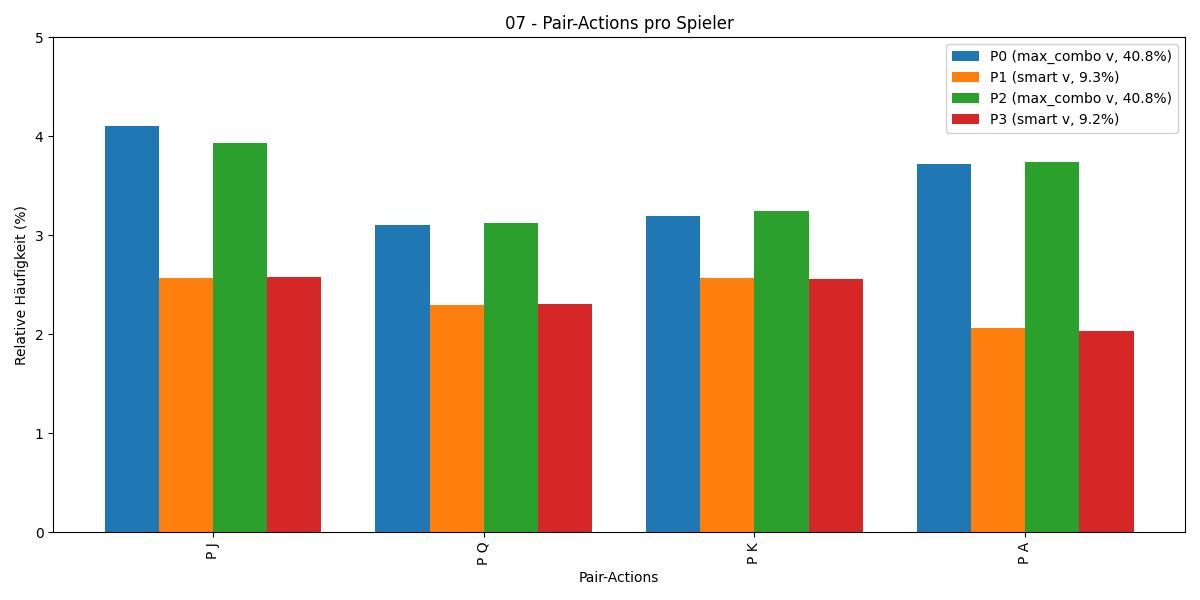 07 - Pair-Actions pro Spieler
P0 (max_combo v, 40.8%)
P1 (smart v, 9.3%)
P2 (max_combo v, 40.8%)
P3 (smart v, 9.2%)
Relative Häufigkeit (%)
5
4
3
2
1
0
P J
P Q
P K
P A
Pair-Actions